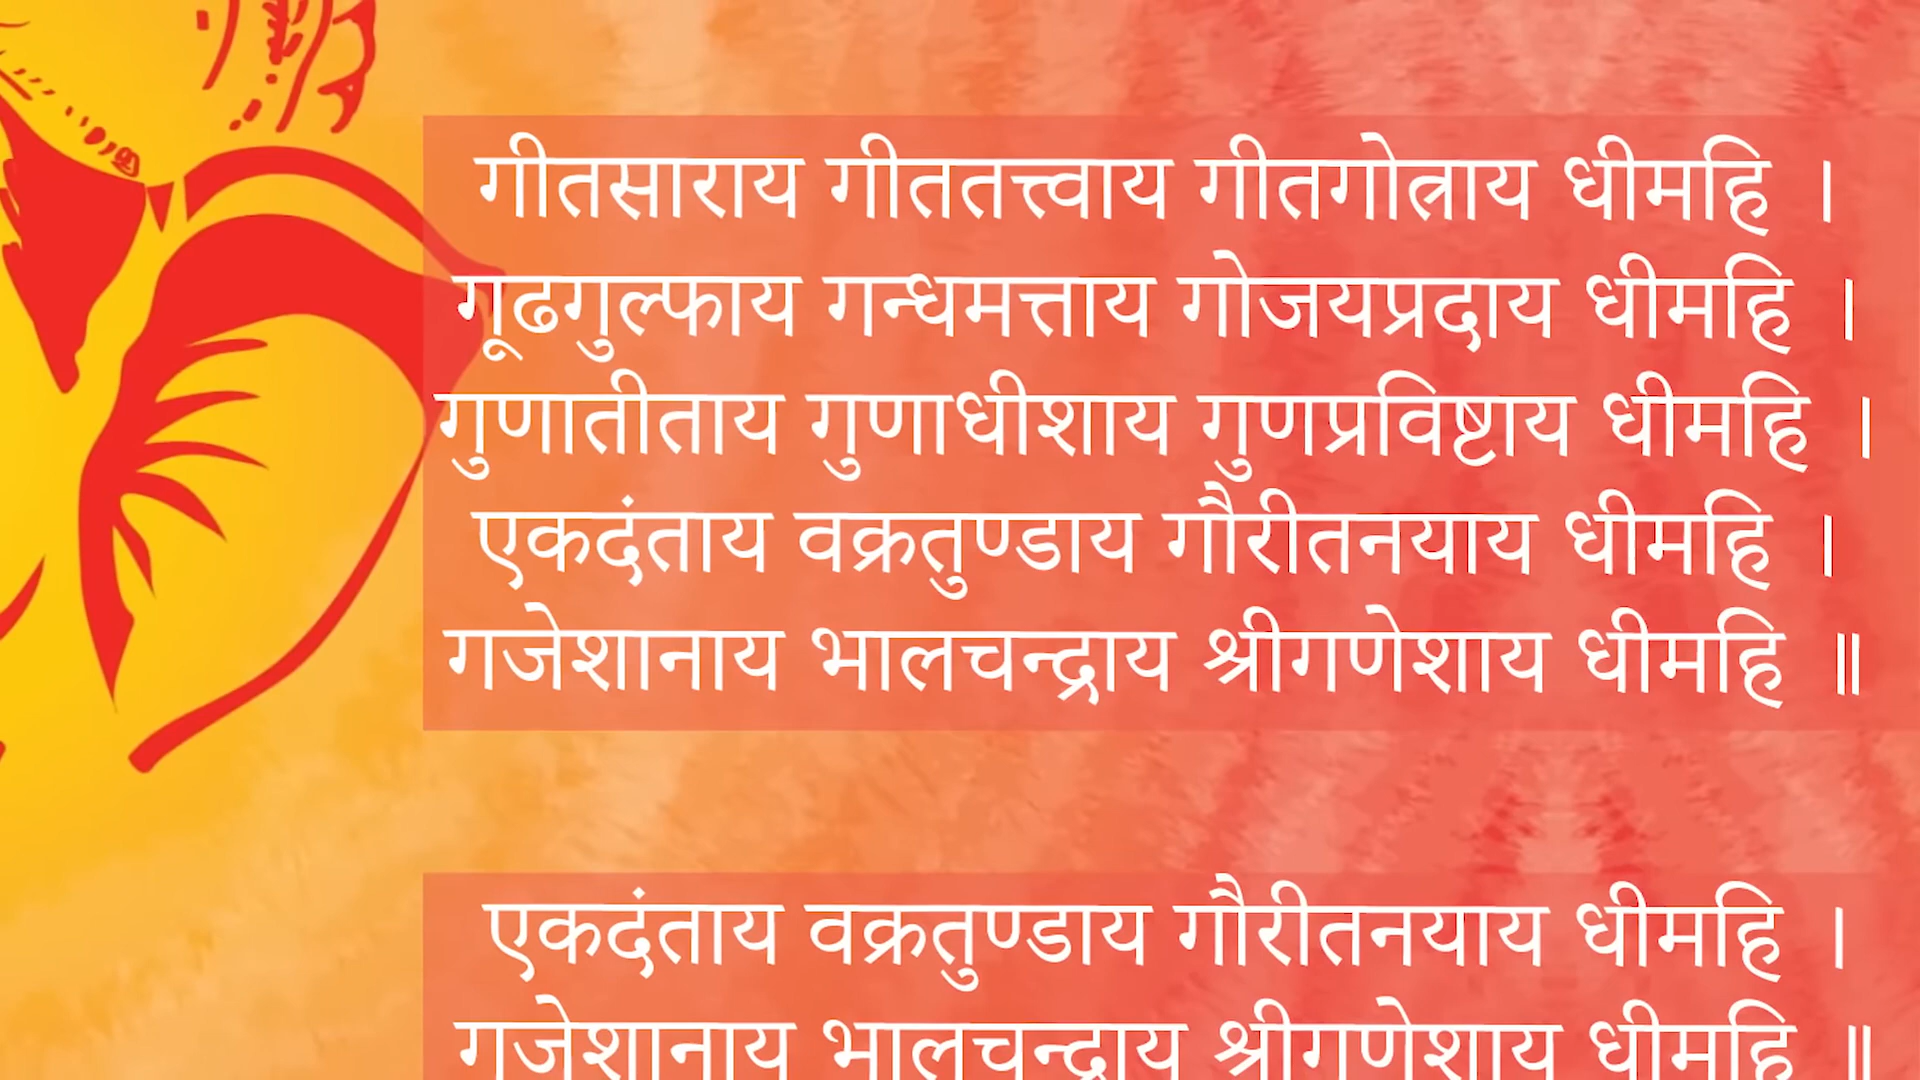 गीतसाराय गीततत्त्वाय गीतगोत्राय धीमहि ।
गूढगुल्फाय गन्धमत्ताय गोजयप्रदाय धीमहि ।
गुणातीताय गुणाधीशाय गुणप्रविष्टाय धीमहि ।
एकदंताय वक्रतुण्डाय गौरीतनयाय धीमहि ।
गजेशानाय भालचन्द्राय श्रीगणेशाय धीमहि ॥
एकदंताय वक्रतुण्डाय गौरीतनयाय धीमहि ।
गजेशानाय भालचन्द्राय श्रीगणेशाय धीमहि ॥